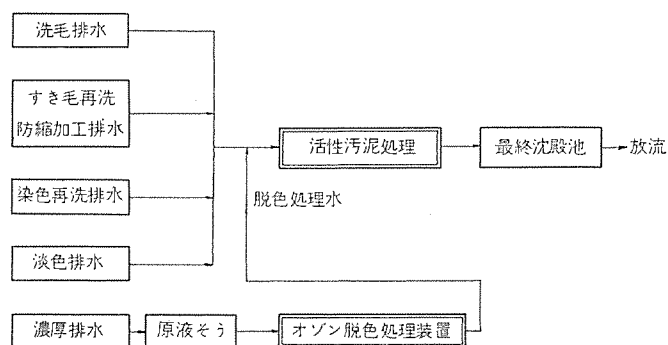 洗毛排水
すき毛再洗
防縮加工排水
活性汚泥処理
最終沈殿池
放流
染色再洗排水
脱色処理水
淡色排水
濃厚排水
原液そう
オゾン脱色処理装置